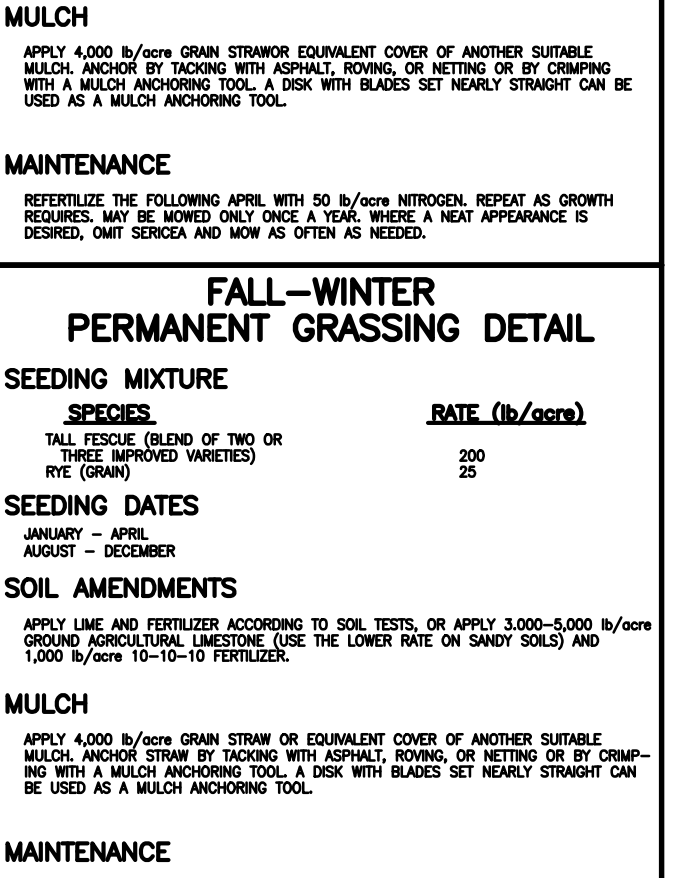 MULCH
APPLY 4,000 lb/acre GRAIN STRAWOR EQUIVALENT COVER OF ANOTHER SUITABLE
MULCH. ANCHOR BY TACKING WITH ASPHALT, ROVING, OR NETTING OR BY CRIMPING
WITH A MULCH ANCHORING TOOL. A DISK WITH BLADES SET NEARLY STRAIGHT CAN BE
USED AS A MULCH ANCHORING TOOL.
MAINTENANCE
REFERTILIZE THE FOLLOWING APRIL WITH 50 lb/acre NITROGEN. REPEAT AS GROWTH
REQUIRES. MAY BE MOWED ONLY ONCE A YEAR. WHERE A NEAT APPEARANCE IS
DESIRED, OMIT SERICEA AND MOW AS OFTEN AS NEEDED.
FALL-WINTER
PERMANENT GRASSING DETAIL
SEEDING MIXTURE
SPECIES RATE (lb/acre)
TALL FESCUE (BLEND OF TWO OR
THREE IMPROVED VARIETIES) 200
RYE (GRAIN) 25
SEEDING DATES
JANUARY - APRIL
AUGUST - DECEMBER
SOIL AMENDMENTS
APPLY LIME AND FERTILIZER ACCORDING TO SOIL TESTS, OR APPLY 3.000-5,000 lb/acre
GROUND AGRICULTURAL LIMESTONE (USE THE LOWER RATE ON SANDY SOILS) AND
1,000 lb/acre 10-10-10 FERTILIZER.
MULCH
APPLY 4,000 lb/acre GRAIN STRAW OR EQUIVALENT COVER OF ANOTHER SUITABLE
MULCH. ANCHOR STRAW BY TACKING WITH ASPHALT, ROVING, OR NETTING OR BY CRIMP-
ING WITH A MULCH ANCHORING TOOL. A DISK WITH BLADES SET NEARLY STRAIGHT CAN
BE USED AS A MULCH ANCHORING TOOL.
MAINTENANCE